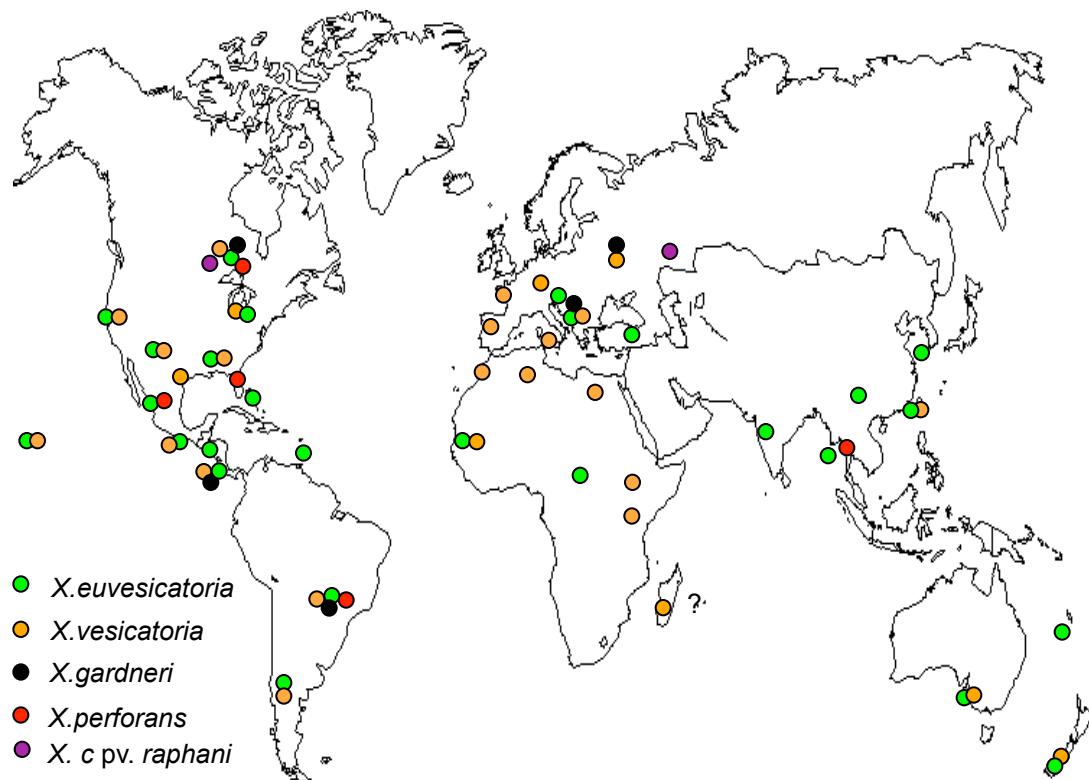 ?
X.euvesicatoria
X.vesicatoria
X.gardneri
X.perforans
X. c pv. raphani